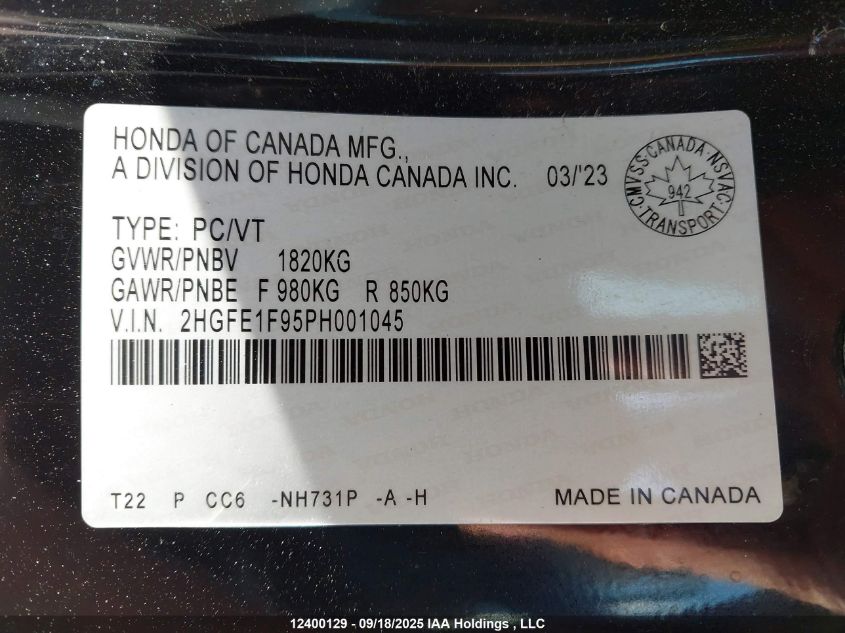 HONDA OF CANADA MFG.,
A DIVISION OF HONDA CANADA INC. 03/'23
CMVSS·CANADA·NSVAC·TRANSPORT·
942
TYPE: PC/VT
GVWR/PNBV 1820KG
GAWR/PNBE F 980KG R 850KG
V.I.N. 2HGFE1F95PH001045
T22 P CC6 -NH731P -A -H MADE IN CANADA
12400129 - 09/18/2025 IAA Holdings , LLC